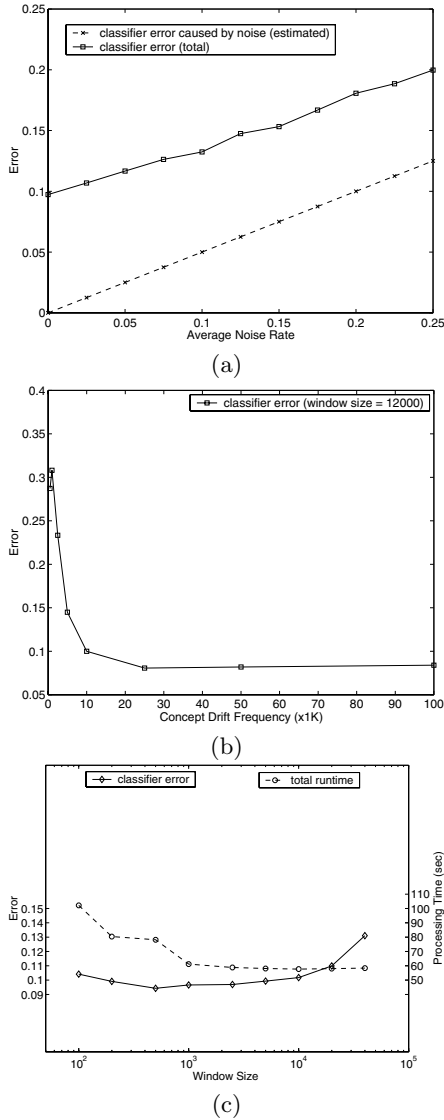 0.25
classifier error caused by noise (estimated)
classifier error (total)
0.2
0.15
Error
0.1
0.05
0
0 0.05 0.1 0.15 0.2 0.25
Average Noise Rate
(a)
0.4
classifier error (window size = 12000)
0.35
0.3
0.25
Error
0.2
0.15
0.1
0.05
0 10 20 30 40 50 60 70 80 90 100
Concept Drift Frequency (x1K)
(b)
classifier error
total runtime
Error
0.15
0.14
0.13
0.12
0.11
0.1
0.09
110
100
90
80
70
60
50
Processing Time (sec)
10² 10³ 10⁴ 10⁵
Window Size
(c)